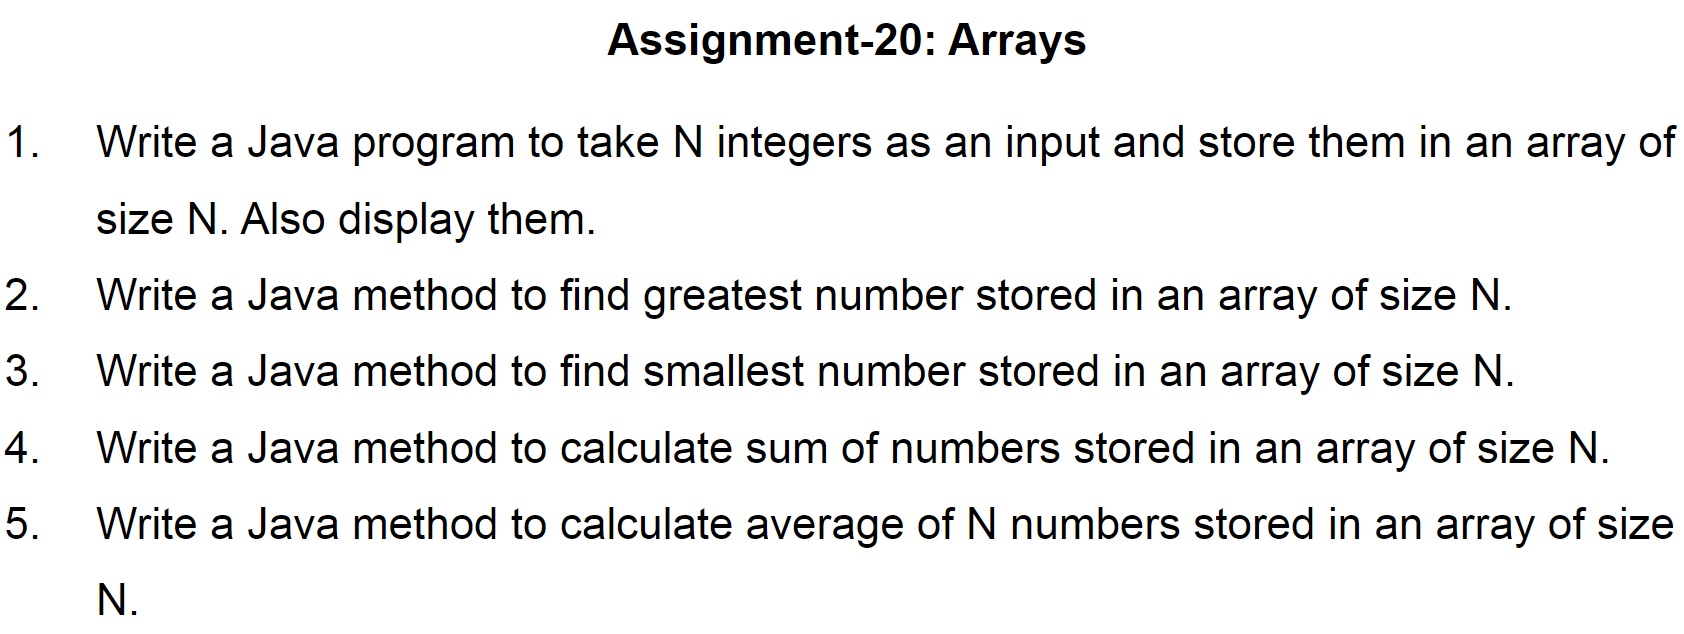 Assignment-20: Arrays
1. Write a Java program to take N integers as an input and store them in an array of
size N. Also display them.
2. Write a Java method to find greatest number stored in an array of size N.
3. Write a Java method to find smallest number stored in an array of size N.
4. Write a Java method to calculate sum of numbers stored in an array of size N.
5. Write a Java method to calculate average of N numbers stored in an array of size
N.